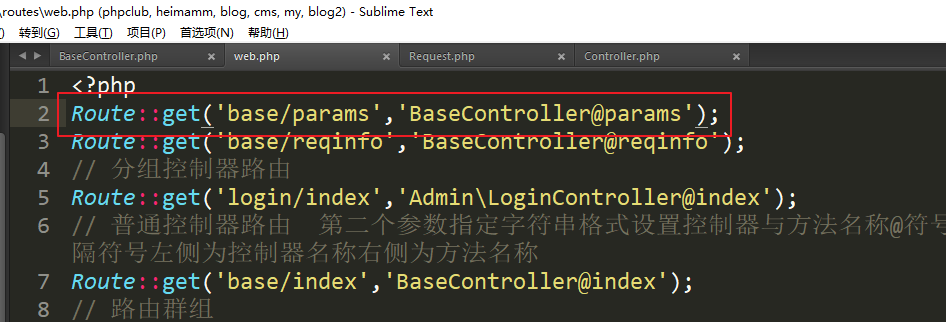 \routes\web.php (phpclub, heimamm, blog, cms, my, blog2) - Sublime Text
) 转到(G) 工具(T) 项目(P) 首选项(N) 帮助(H)
BaseController.php × web.php × Request.php × Controller.php ×
1 <?php
2 Route::get('base/params','BaseController@params');
3 Route::get('base/reqinfo','BaseController@reqinfo');
4 // 分组控制器路由
5 Route::get('login/index','Admin\LoginController@index');
6 // 普通控制器路由 第二个参数指定字符串格式设置控制器与方法名称@符号
隔符号左侧为控制器名称右侧为方法名称
7 Route::get('base/index','BaseController@index');
8 // 路由群组